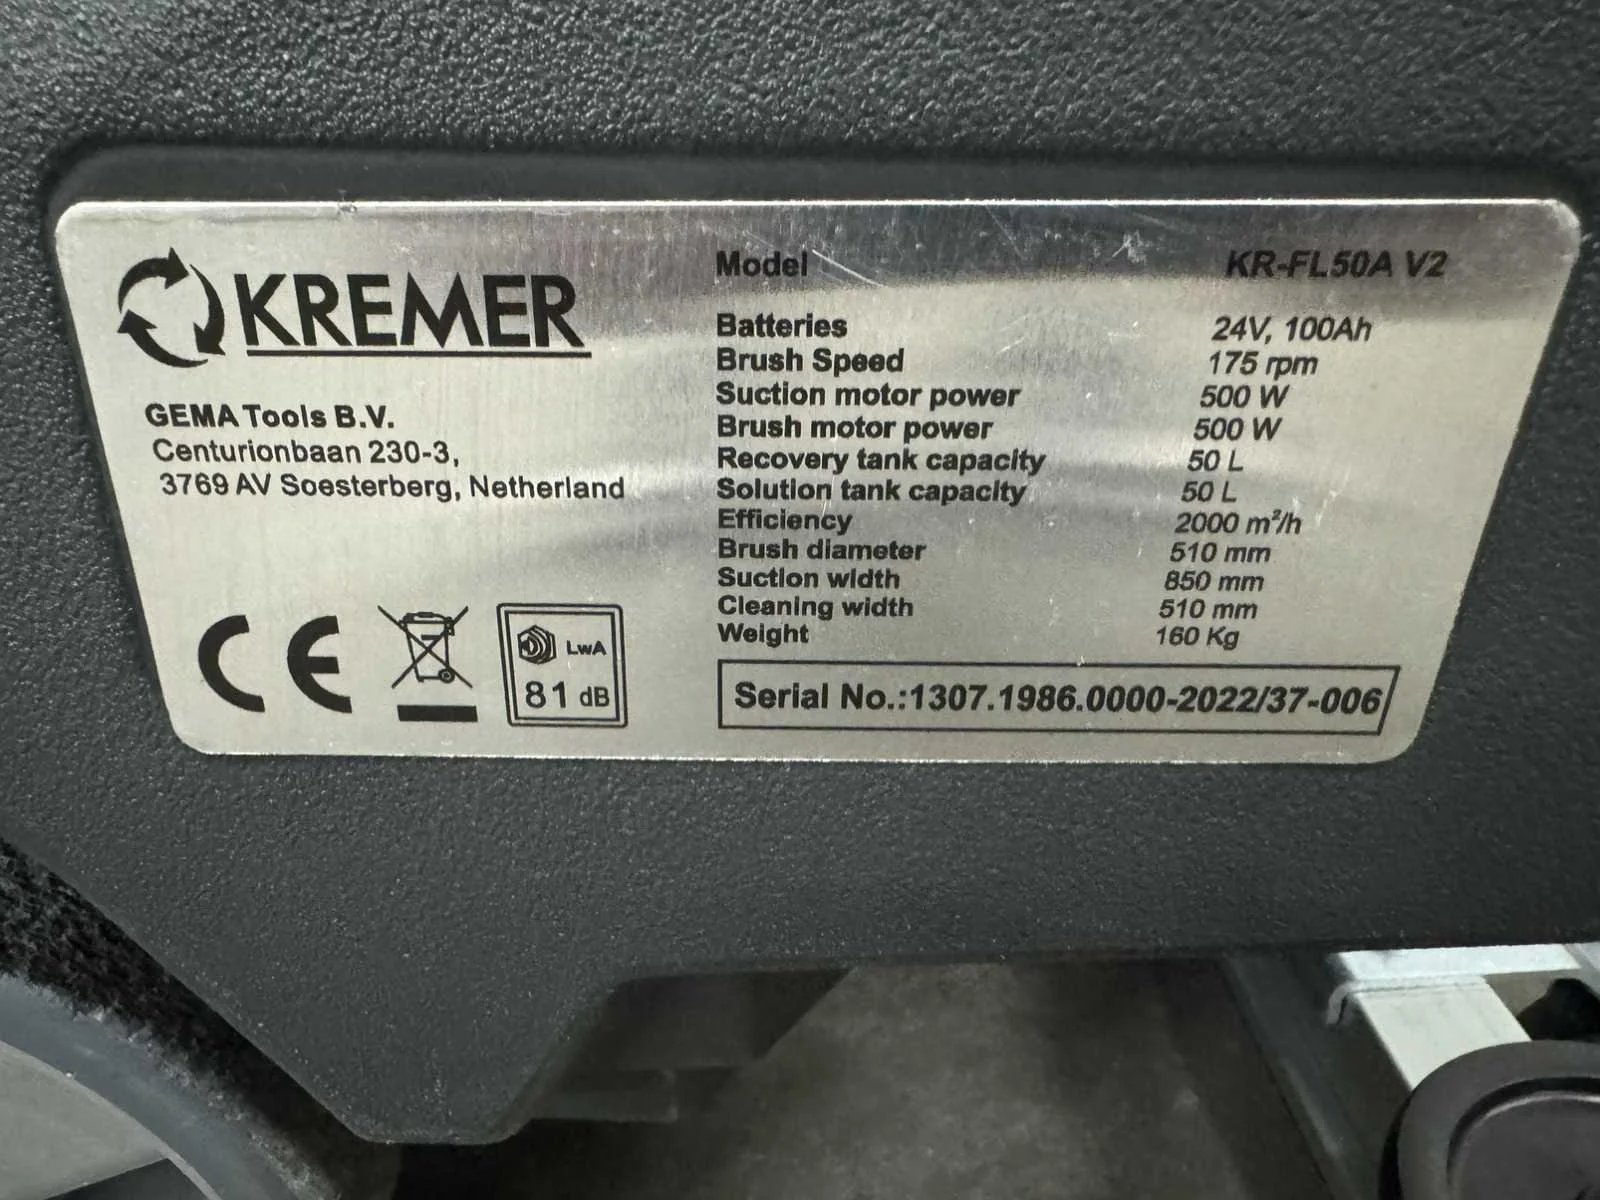 KREMER
GEMA Tools B.V.
Centurionbaan 230-3,
3769 AV Soesterberg, Netherland
CE
LwA
81 dB
Model KR-FL50A V2
Batteries 24V, 100Ah
Brush Speed 175 rpm
Suction motor power 500 W
Brush motor power 500 W
Recovery tank capacity 50 L
Solution tank capacity 50 L
Efficiency 2000 m²/h
Brush diameter 510 mm
Suction width 850 mm
Cleaning width 510 mm
Weight 160 Kg
Serial No.:1307.1986.0000-2022/37-006